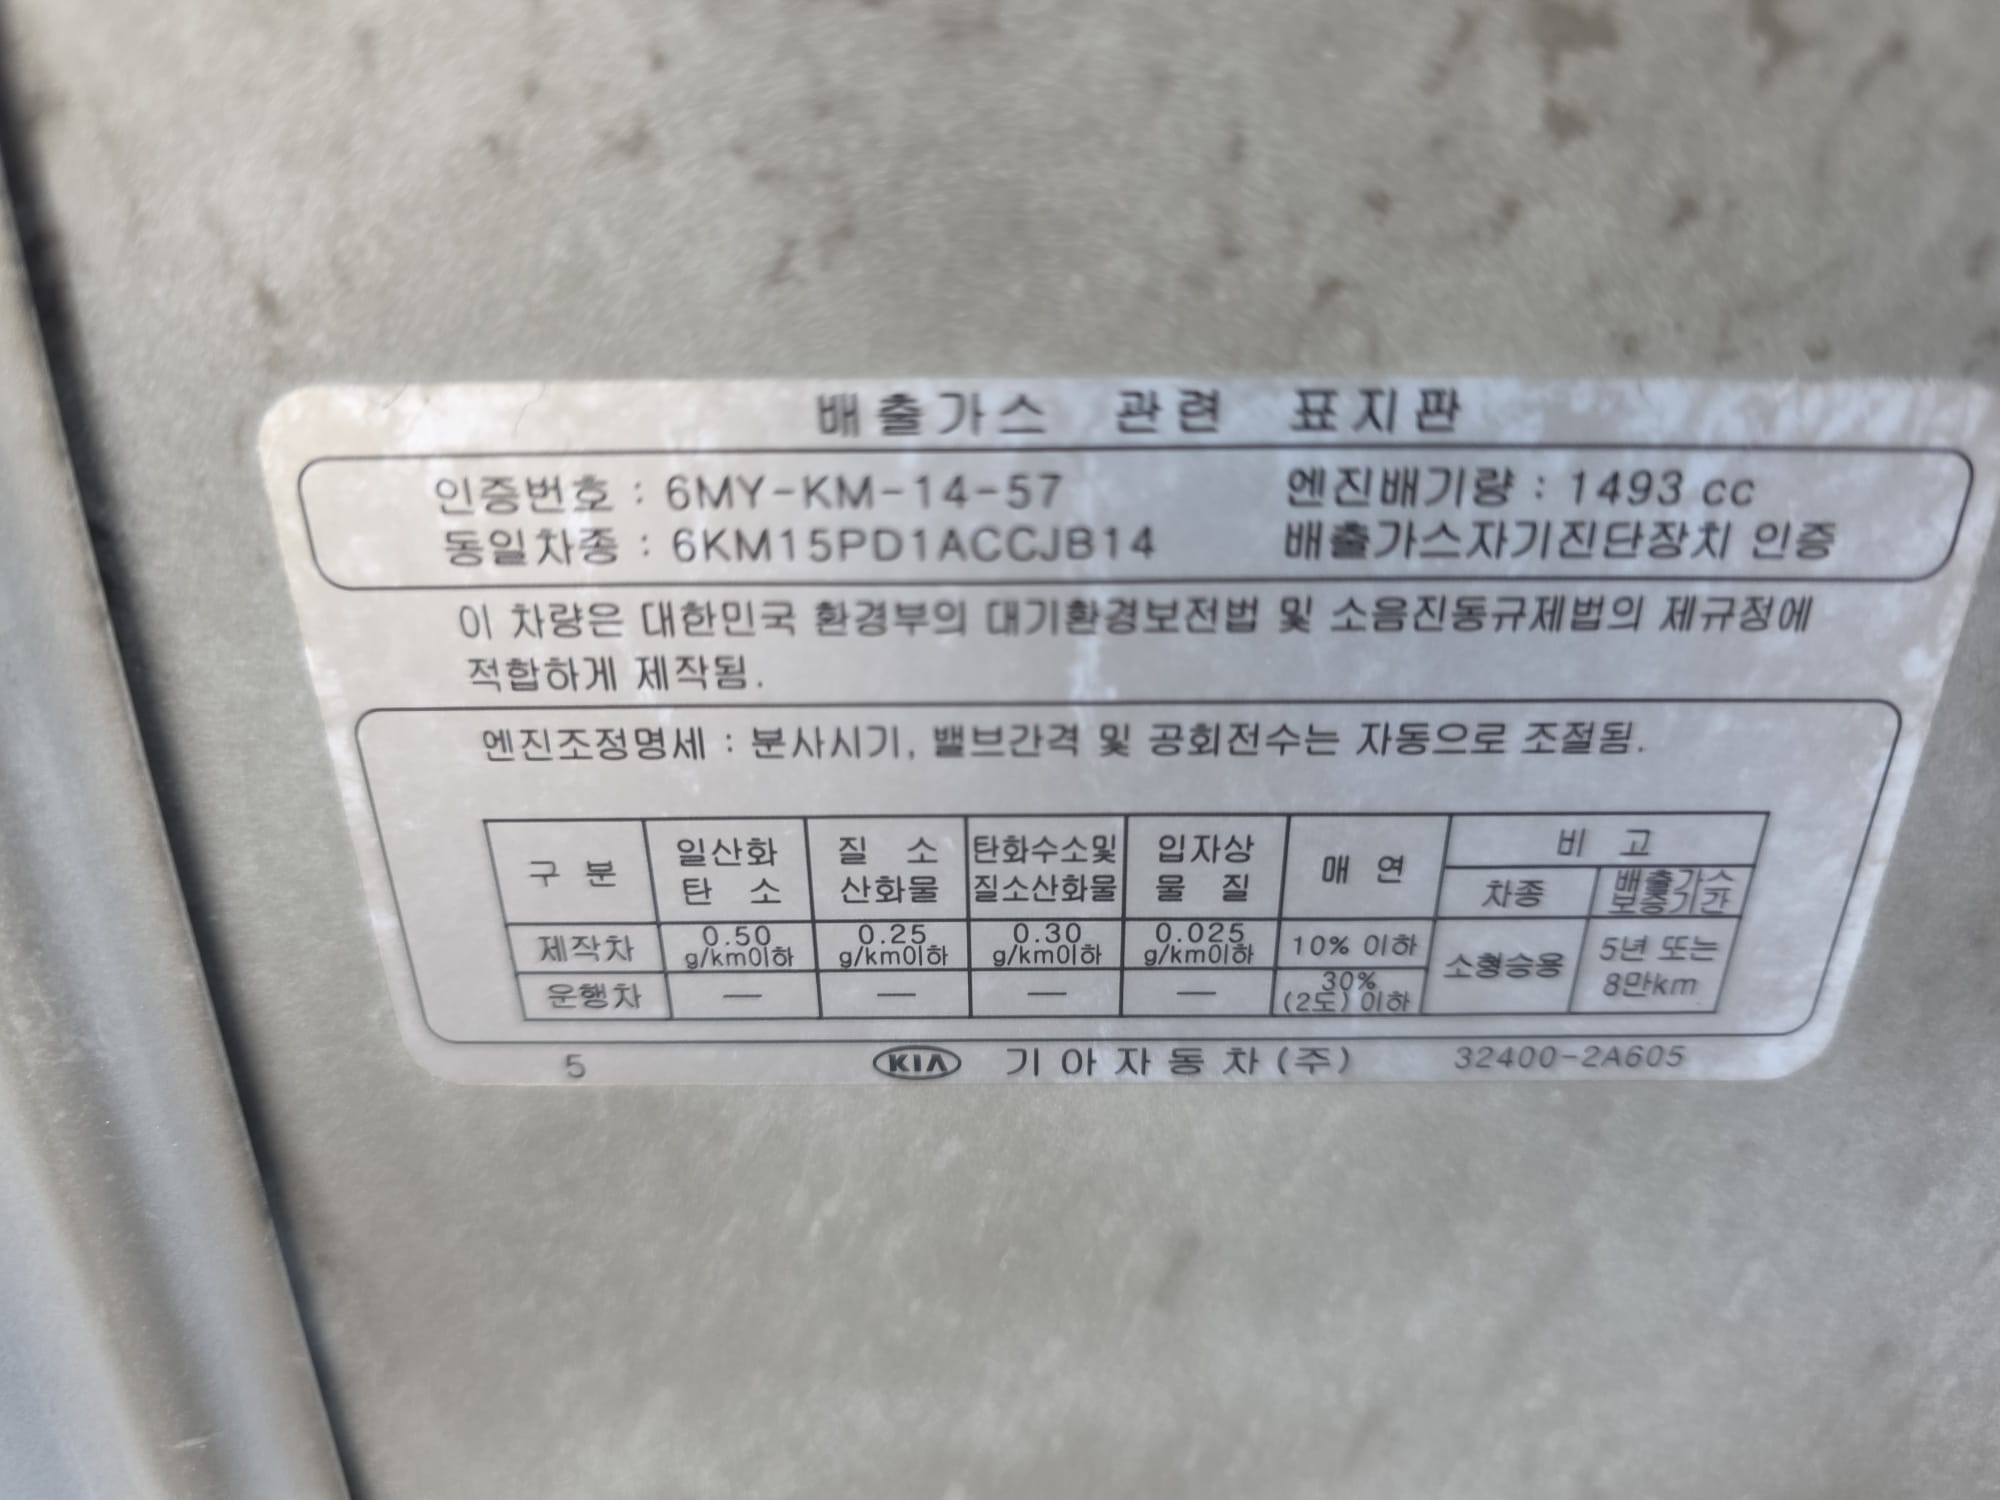 배출가스 관련 표지판
인증번호 : 6MY-KM-14-57 엔진배기량 : 1493 cc
동일차종 : 6KM15PD1ACCJB14 배출가스자기진단장치 인증
이 차량은 대한민국 환경부의 대기환경보전법 및 소음진동규제법의 제규정에
적합하게 제작됨.
엔진조정명세 : 분사시기, 밸브간격 및 공회전수는 자동으로 조절됨.
구 분 일산화 탄 소 질 소 산화물 탄화수소및 질소산화물 입자상 물 질 매 연 비 고
차종 배출가스 보증기간
제작차 0.50 g/km이하 0.25 g/km이하 0.30 g/km이하 0.025 g/km이하 10% 이하 소형승용 5년 또는 8만km
운행차 — — — — 30% (2도) 이하
5 KIA 기아자동차(주) 32400-2A605